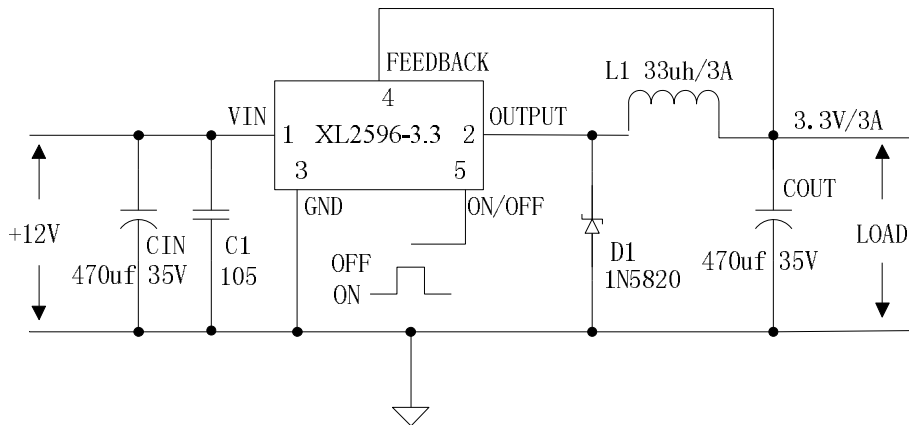 FEEDBACK
L1 33uh/3A
4
VIN
OUTPUT
3.3V/3A
1 XL2596-3.3 2
3 5
GND
ON/OFF
COUT
+12V
CIN
C1
OFF
D1
LOAD
470uf 35V
105
ON
1N5820
470uf 35V